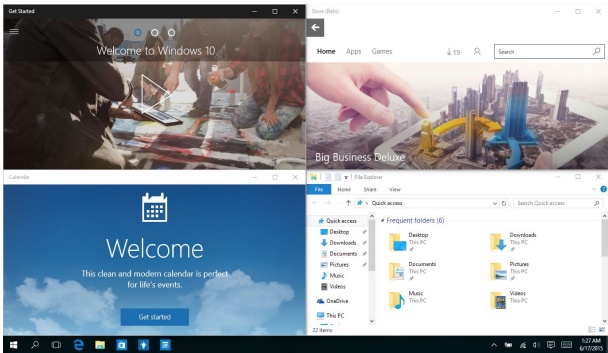 Get Started
Welcome to Windows 10
Store (Beta)
Home Apps Games
19
Search
Big Business Deluxe
Calendar
Welcome
This clean and modern calendar is perfect
for life's events.
Get started
File Explorer
File Home Share View
Quick access
Search Quick access
Quick access
Desktop
Downloads
Documents
Pictures
Music
Videos
OneDrive
This PC
22 items
Frequent folders (6)
Desktop
This PC
Downloads
This PC
Documents
This PC
Pictures
This PC
Music
This PC
Videos
This PC
1:27 AM
6/17/2015